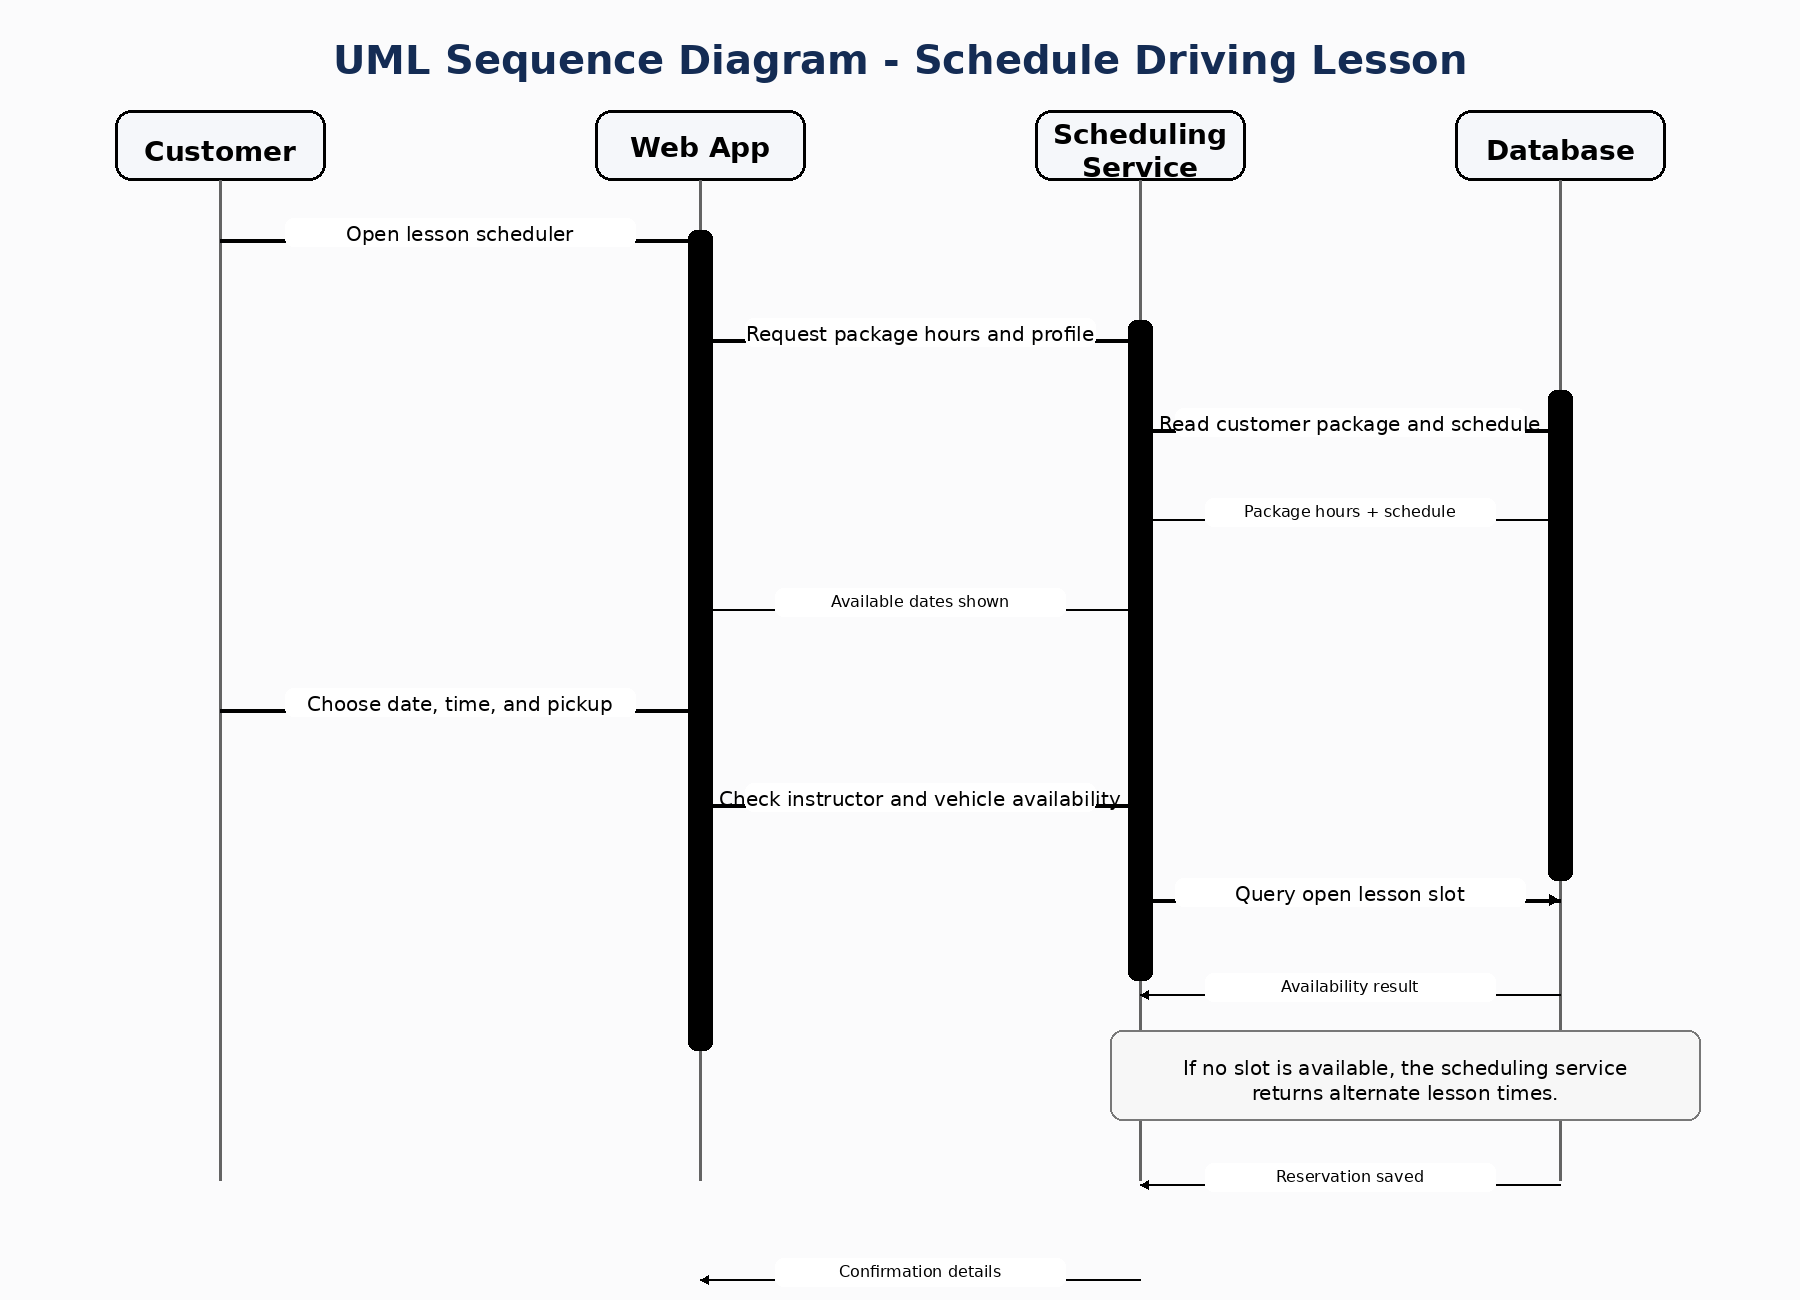 UML Sequence Diagram - Schedule Driving Lesson
Customer
Web App
Scheduling
Service
Database
Open lesson scheduler
Request package hours and profile
Read customer package and schedule
Package hours + schedule
Available dates shown
Choose date, time, and pickup
Check instructor and vehicle availability
Query open lesson slot
Availability result
If no slot is available, the scheduling service
returns alternate lesson times.
Reservation saved
Confirmation details